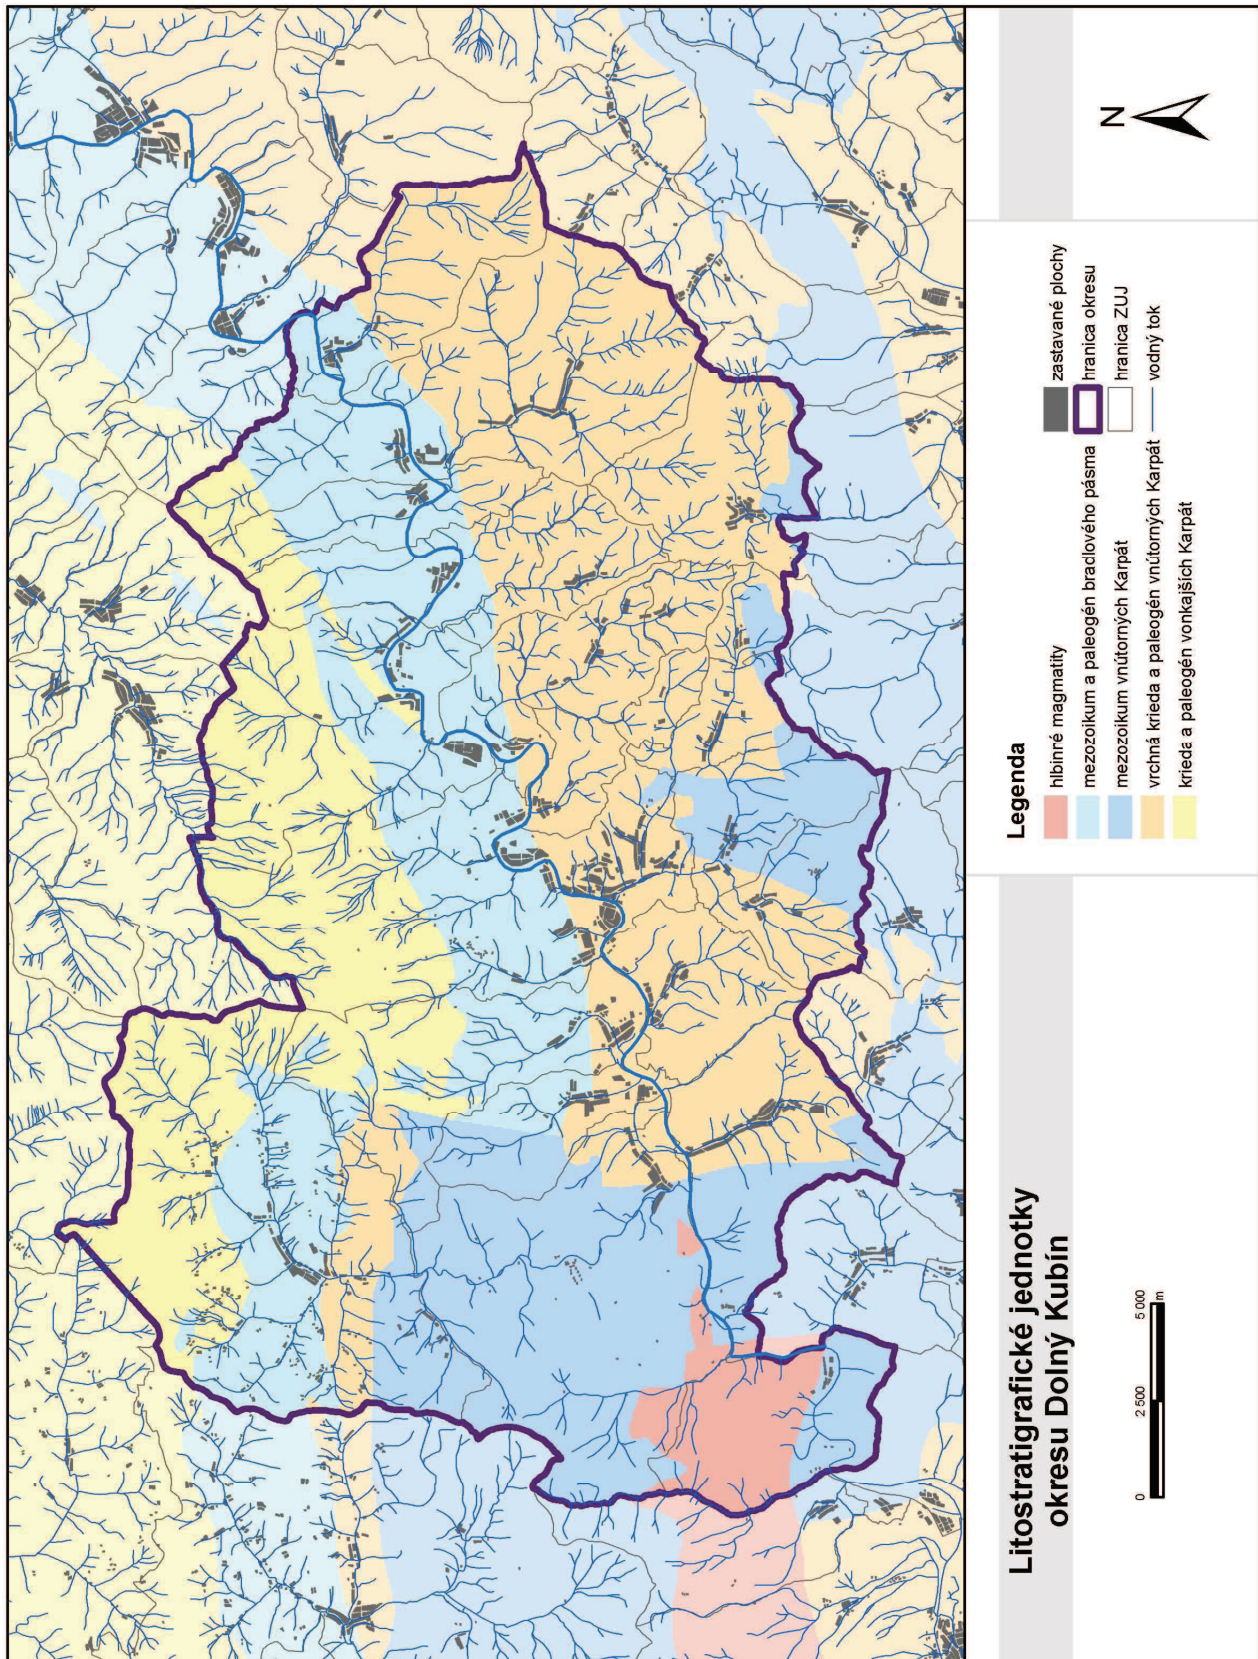 Litostratigrafické jednotky
okresu Dolný Kubín
0 2 500 5 000
m
Legenda
hlbinné magmatity
mezozoikum a paleogén bradlového pásma
mezozoikum vnútorných Karpát
vrchná krieda a paleogén vnútorných Karpát
krieda a paleogén vonkajších Karpát
zastavané plochy
hranica okresu
hranica ZUJ
vodný tok
N